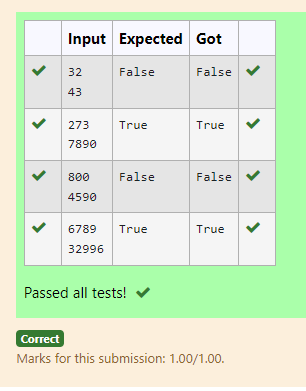 Input Expected Got
32 False False
43
273 True True
7890
800 False False
4590
6789 True True
32996
Passed all tests!
Correct
Marks for this submission: 1.00/1.00.